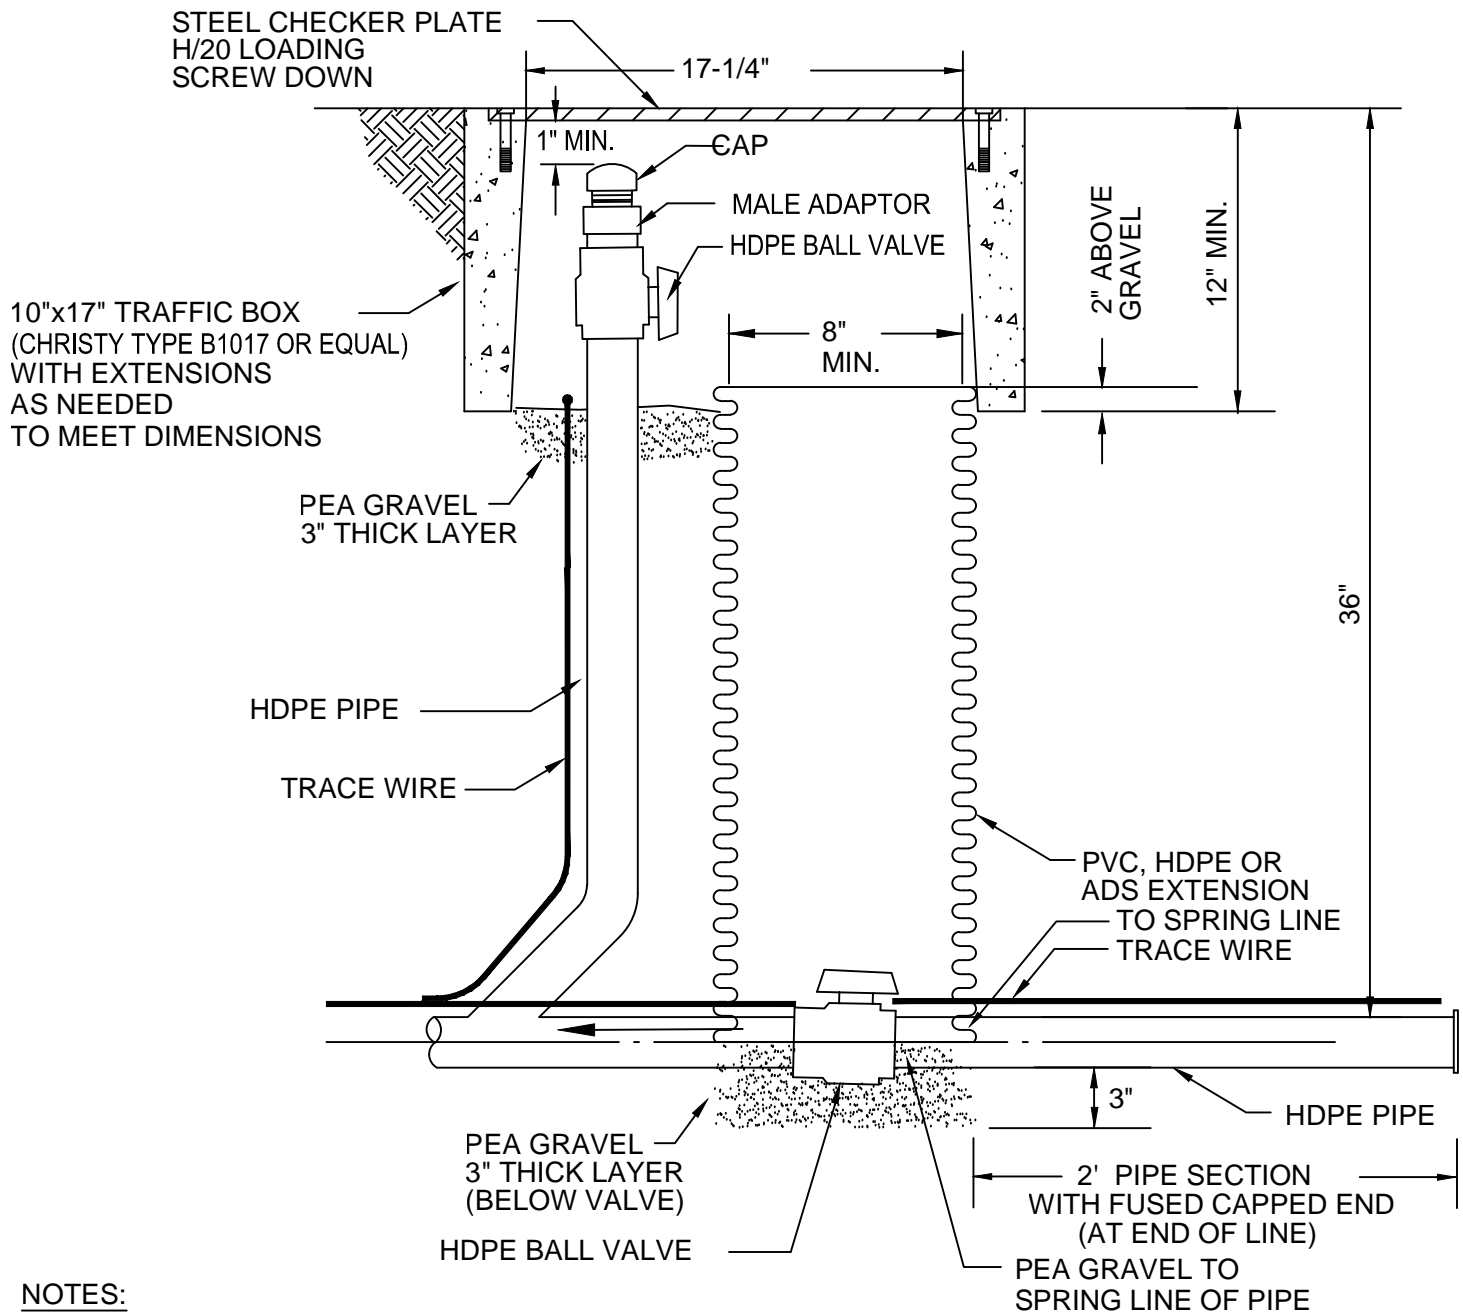 STEEL CHECKER PLATE
H/20 LOADING
SCREW DOWN
17-1/4"
1" MIN.
CAP
MALE ADAPTOR
HDPE BALL VALVE
2" ABOVE
GRAVEL
12" MIN.
10"x17" TRAFFIC BOX
(CHRISTY TYPE B1017 OR EQUAL)
WITH EXTENSIONS
AS NEEDED
TO MEET DIMENSIONS
8"
MIN.
PEA GRAVEL
3" THICK LAYER
36"
HDPE PIPE
TRACE WIRE
PVC, HDPE OR
ADS EXTENSION
TO SPRING LINE
TRACE WIRE
3"
HDPE PIPE
PEA GRAVEL
3" THICK LAYER
(BELOW VALVE)
2' PIPE SECTION
WITH FUSED CAPPED END
(AT END OF LINE)
HDPE BALL VALVE
PEA GRAVEL TO
SPRING LINE OF PIPE
NOTES: